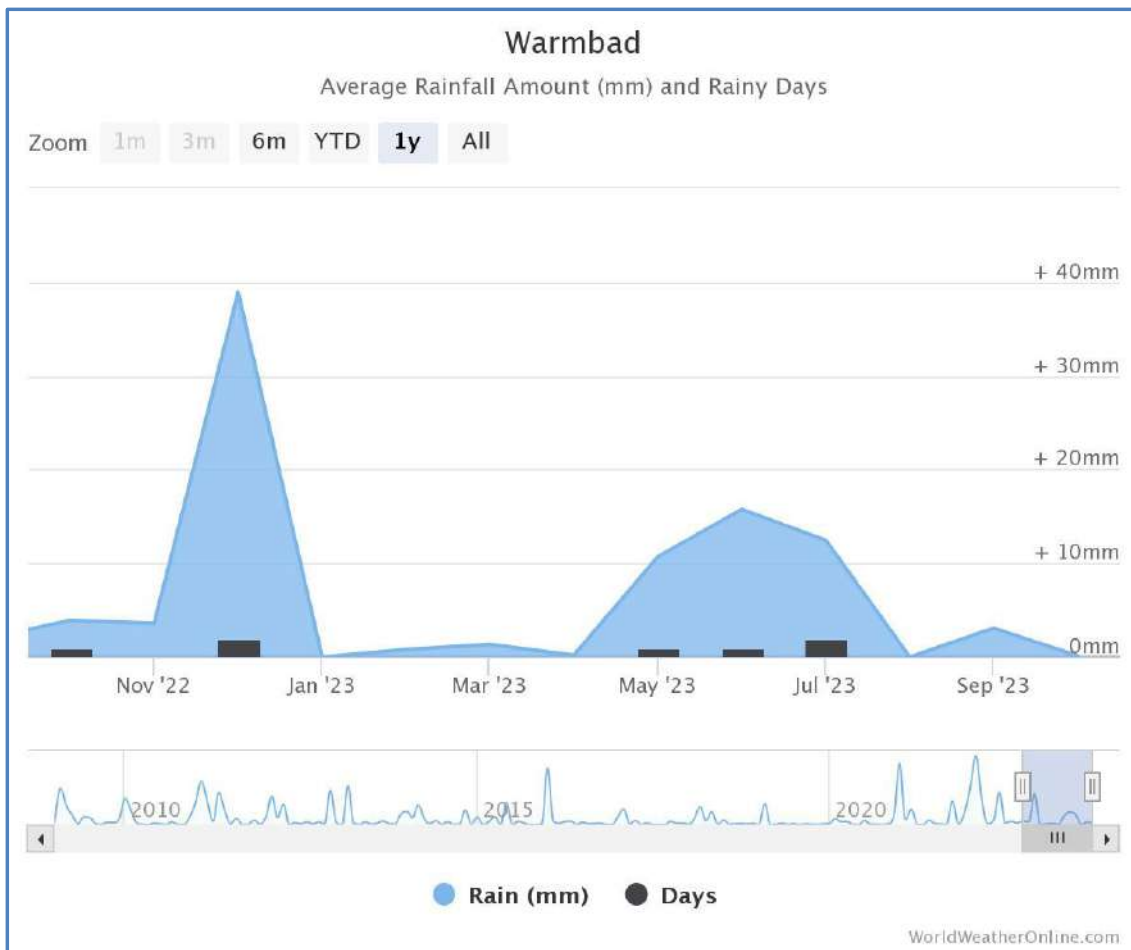 Warmbad
Average Rainfall Amount (mm) and Rainy Days
Zoom 1m 3m 6m YTD 1y All
+ 40mm
+ 30mm
+ 20mm
+ 10mm
0mm
Nov '22 Jan '23 Mar '23 May '23 Jul '23 Sep '23
2010 2015 2020
Rain (mm) Days
WorldWeatherOnline.com